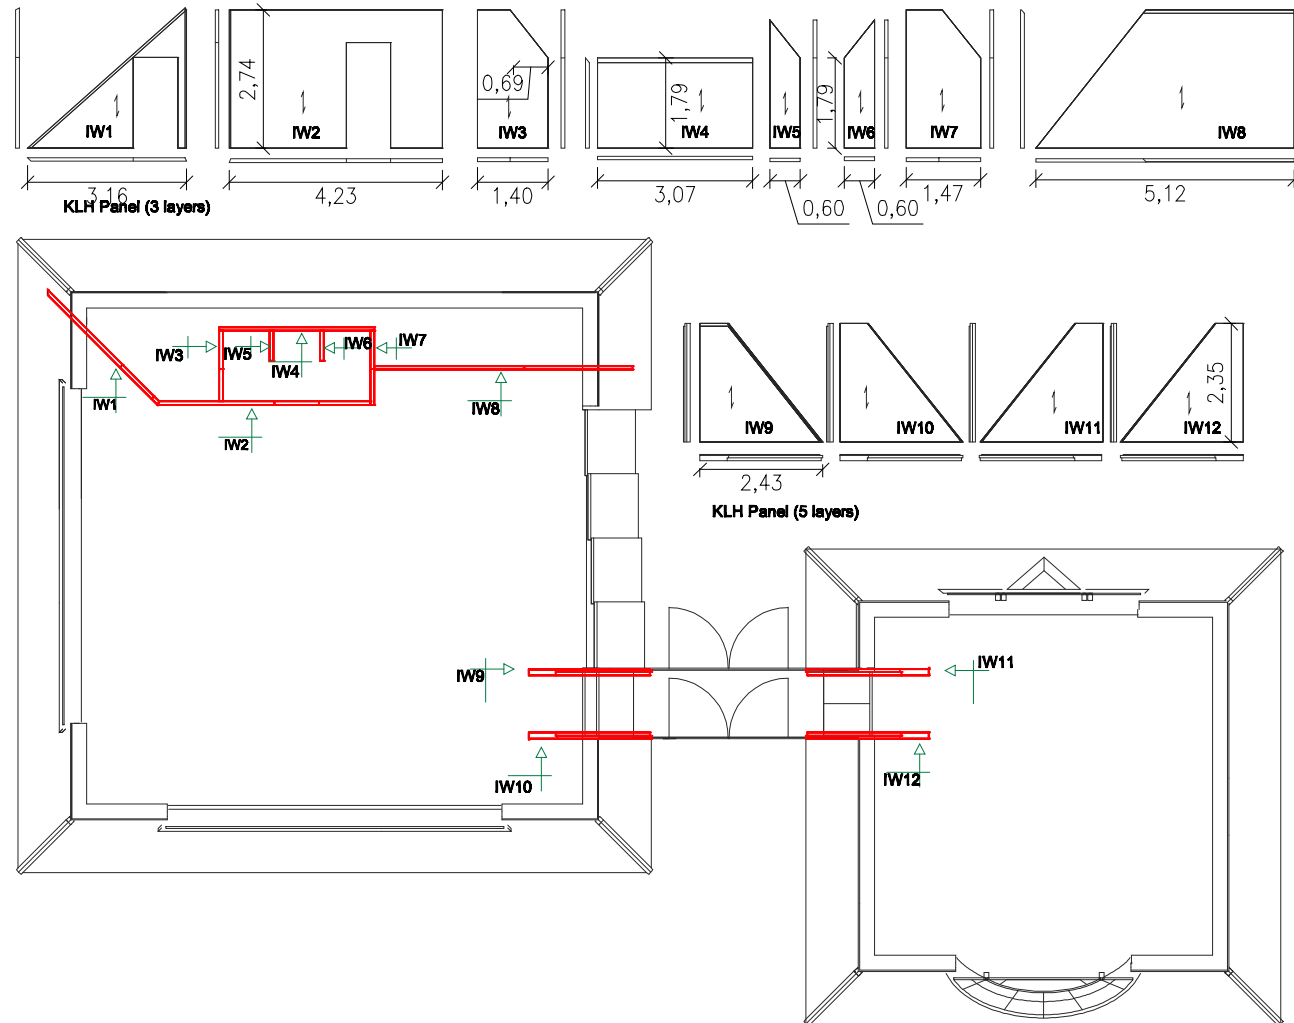 2,74
0,69
1,79
1,79
IW1
IW2
IW3
IW4
IW5
IW6
IW7
IW8
3,16
4,23
1,40
3,07
0,60
0,60
1,47
5,12
KLH Panel (3 layers)
IW3
IW5
IW4
IW6
IW7
IW1
IW2
IW8
2,35
IW9
IW10
IW11
IW12
2,43
KLH Panel (5 layers)
IW9
IW11
IW10
IW12